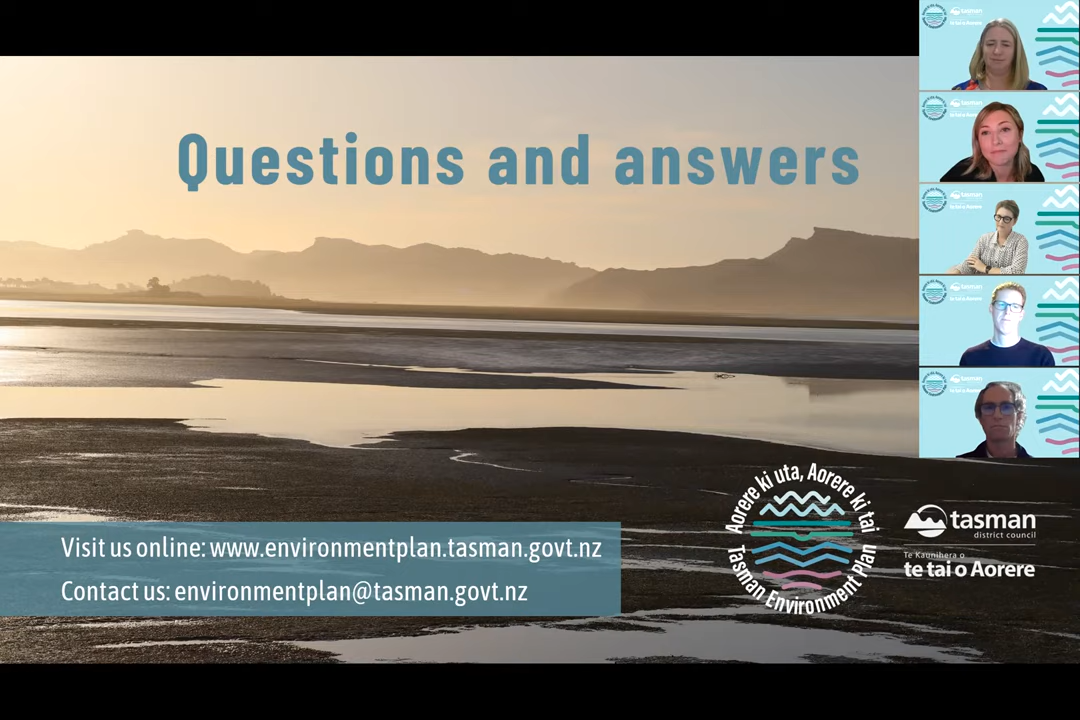 Questions and answers
Visit us online: www.environmentplan.tasman.govt.nz
Contact us: environmentplan@tasman.govt.nz
Aorere ki uta, Aorere ki tai
Tasman Environment Plan
tasman
district council
Te Kaunihera o
te tai o Aorere